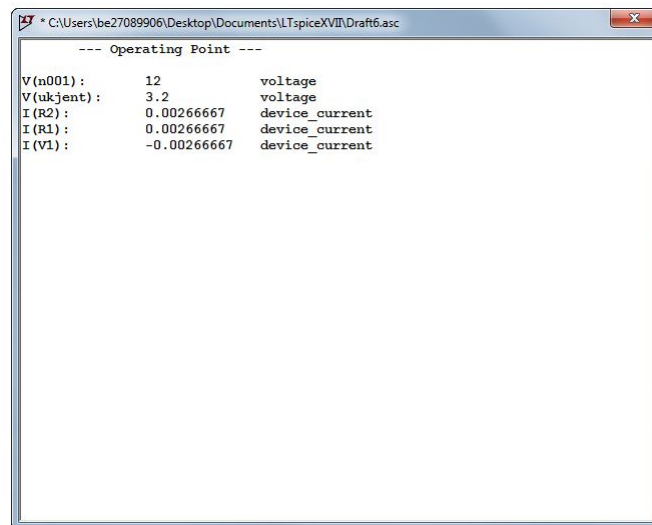 * C:\Users\be27089906\Desktop\Documents\LTspiceXVII\Draft6.asc
--- Operating Point ---
V(n001): 12 voltage
V(ukjent): 3.2 voltage
I(R2): 0.00266667 device_current
I(R1): 0.00266667 device_current
I(V1): -0.00266667 device_current